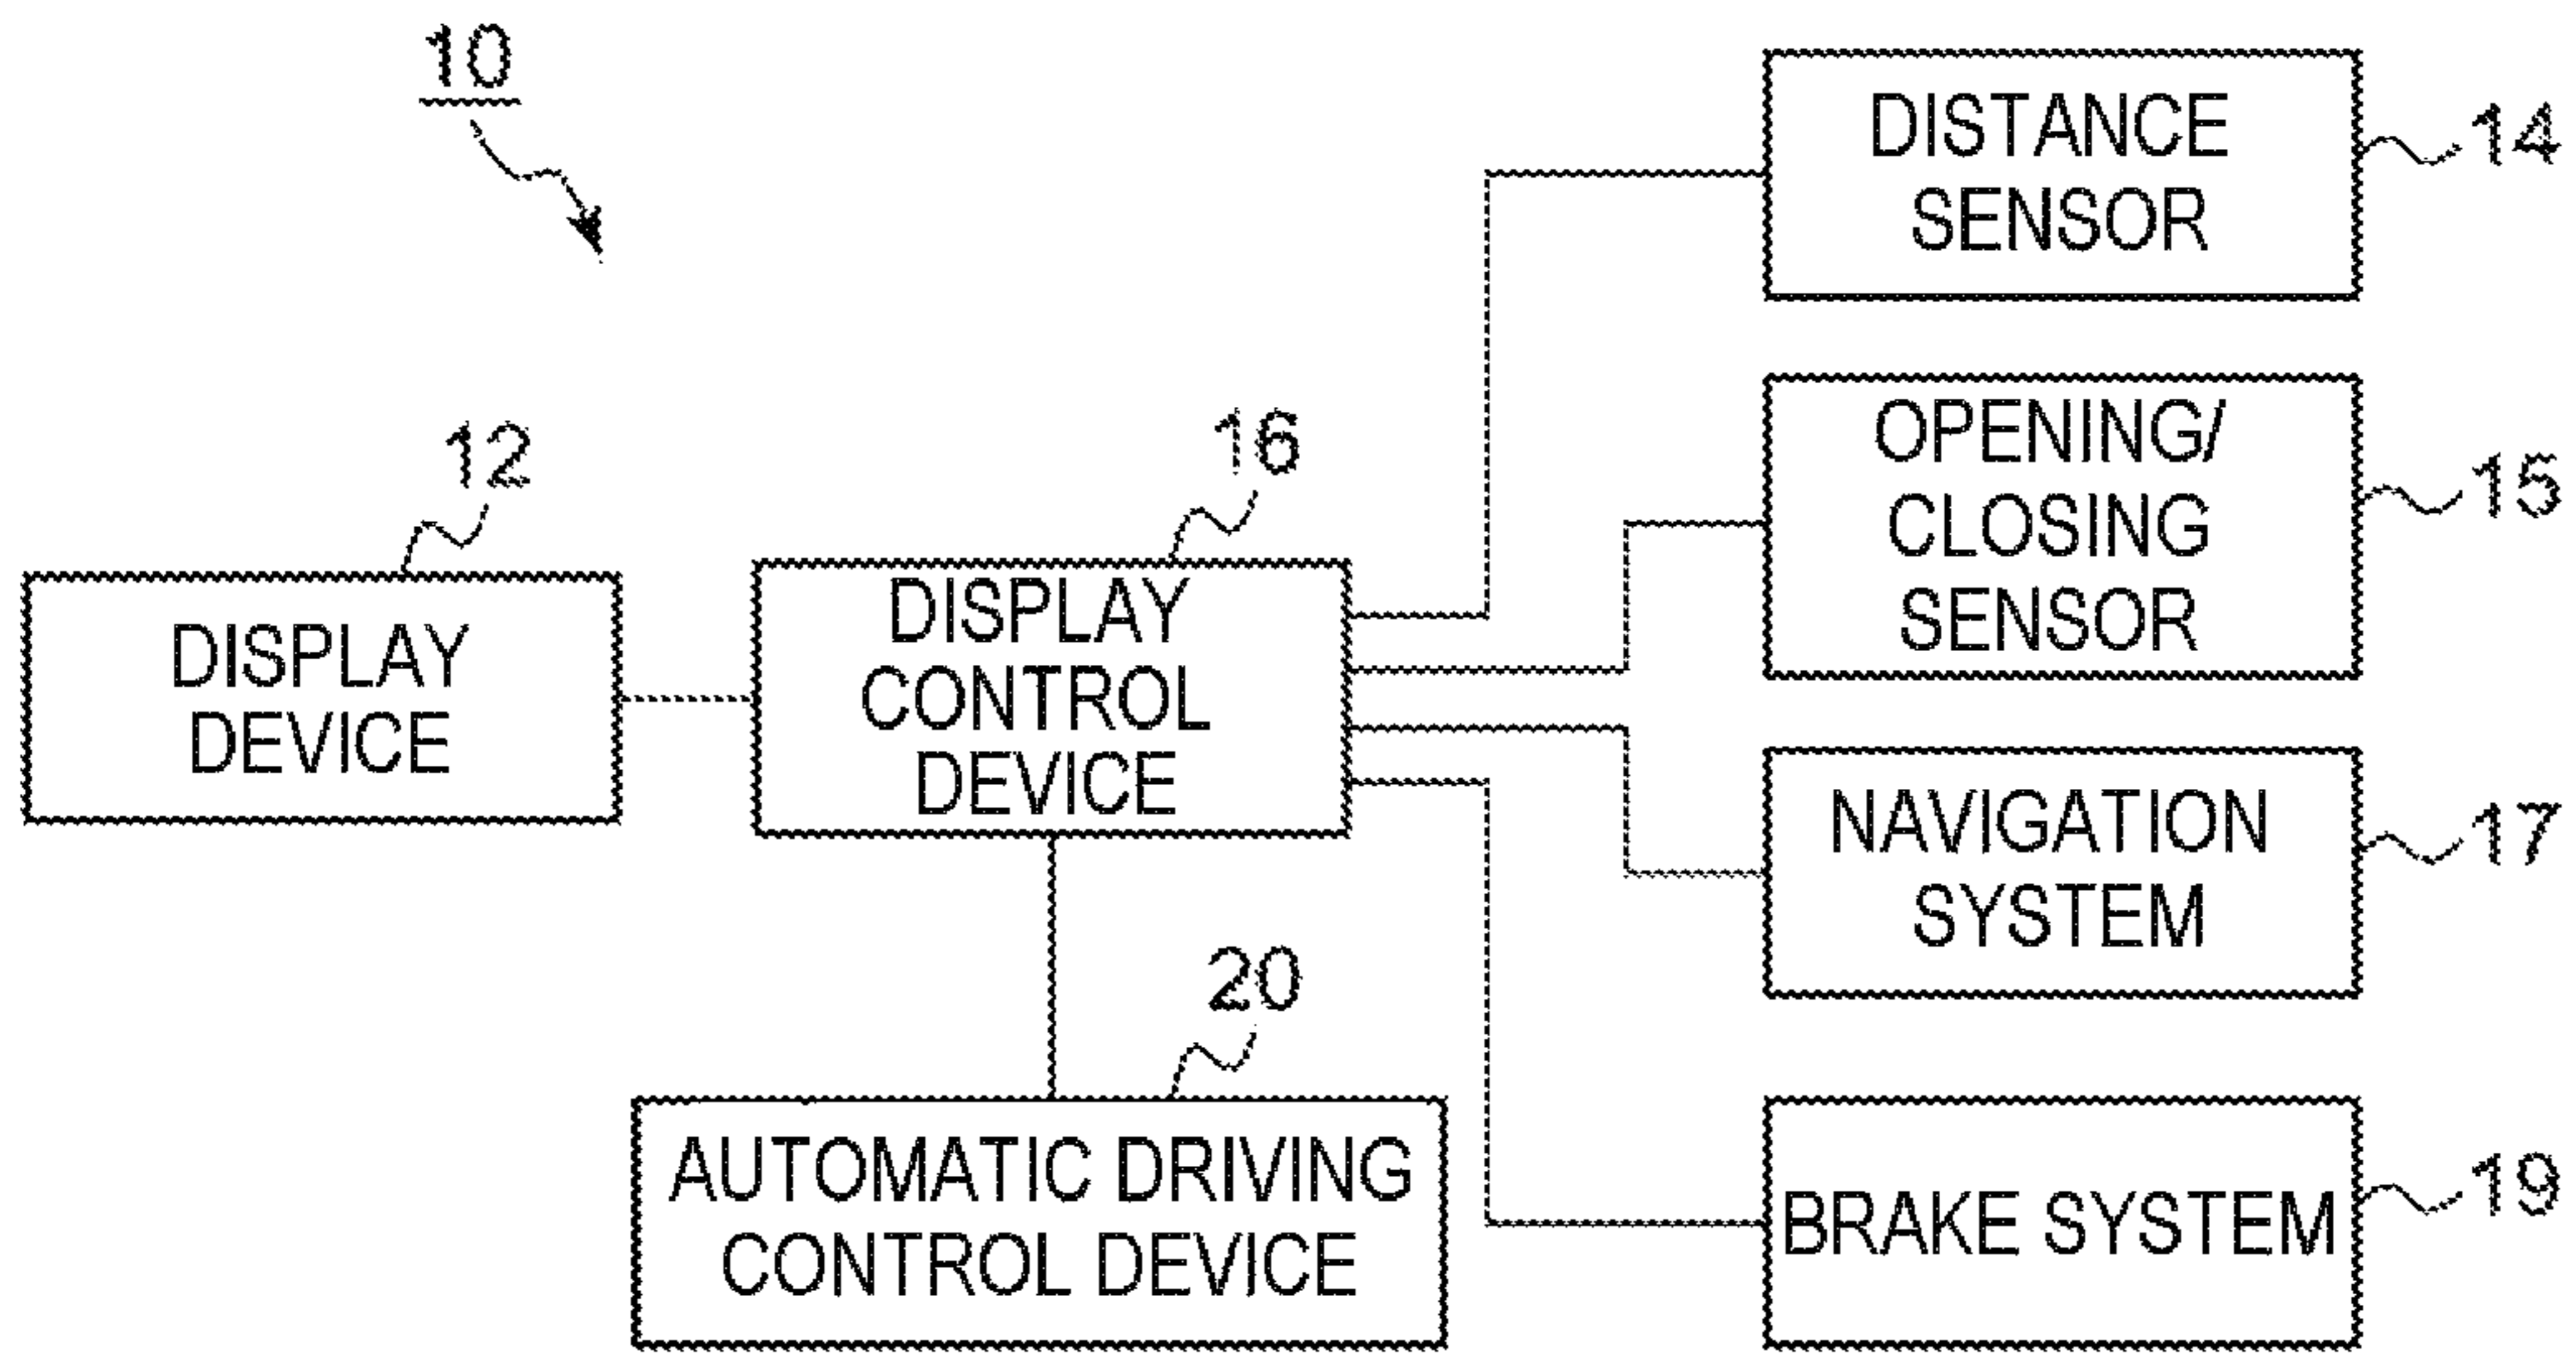 10
DISTANCE
SENSOR
14
OPENING/
CLOSING
SENSOR
15
12
DISPLAY
DEVICE
16
DISPLAY
CONTROL
DEVICE
NAVIGATION
SYSTEM
17
20
AUTOMATIC DRIVING
CONTROL DEVICE
BRAKE SYSTEM
19